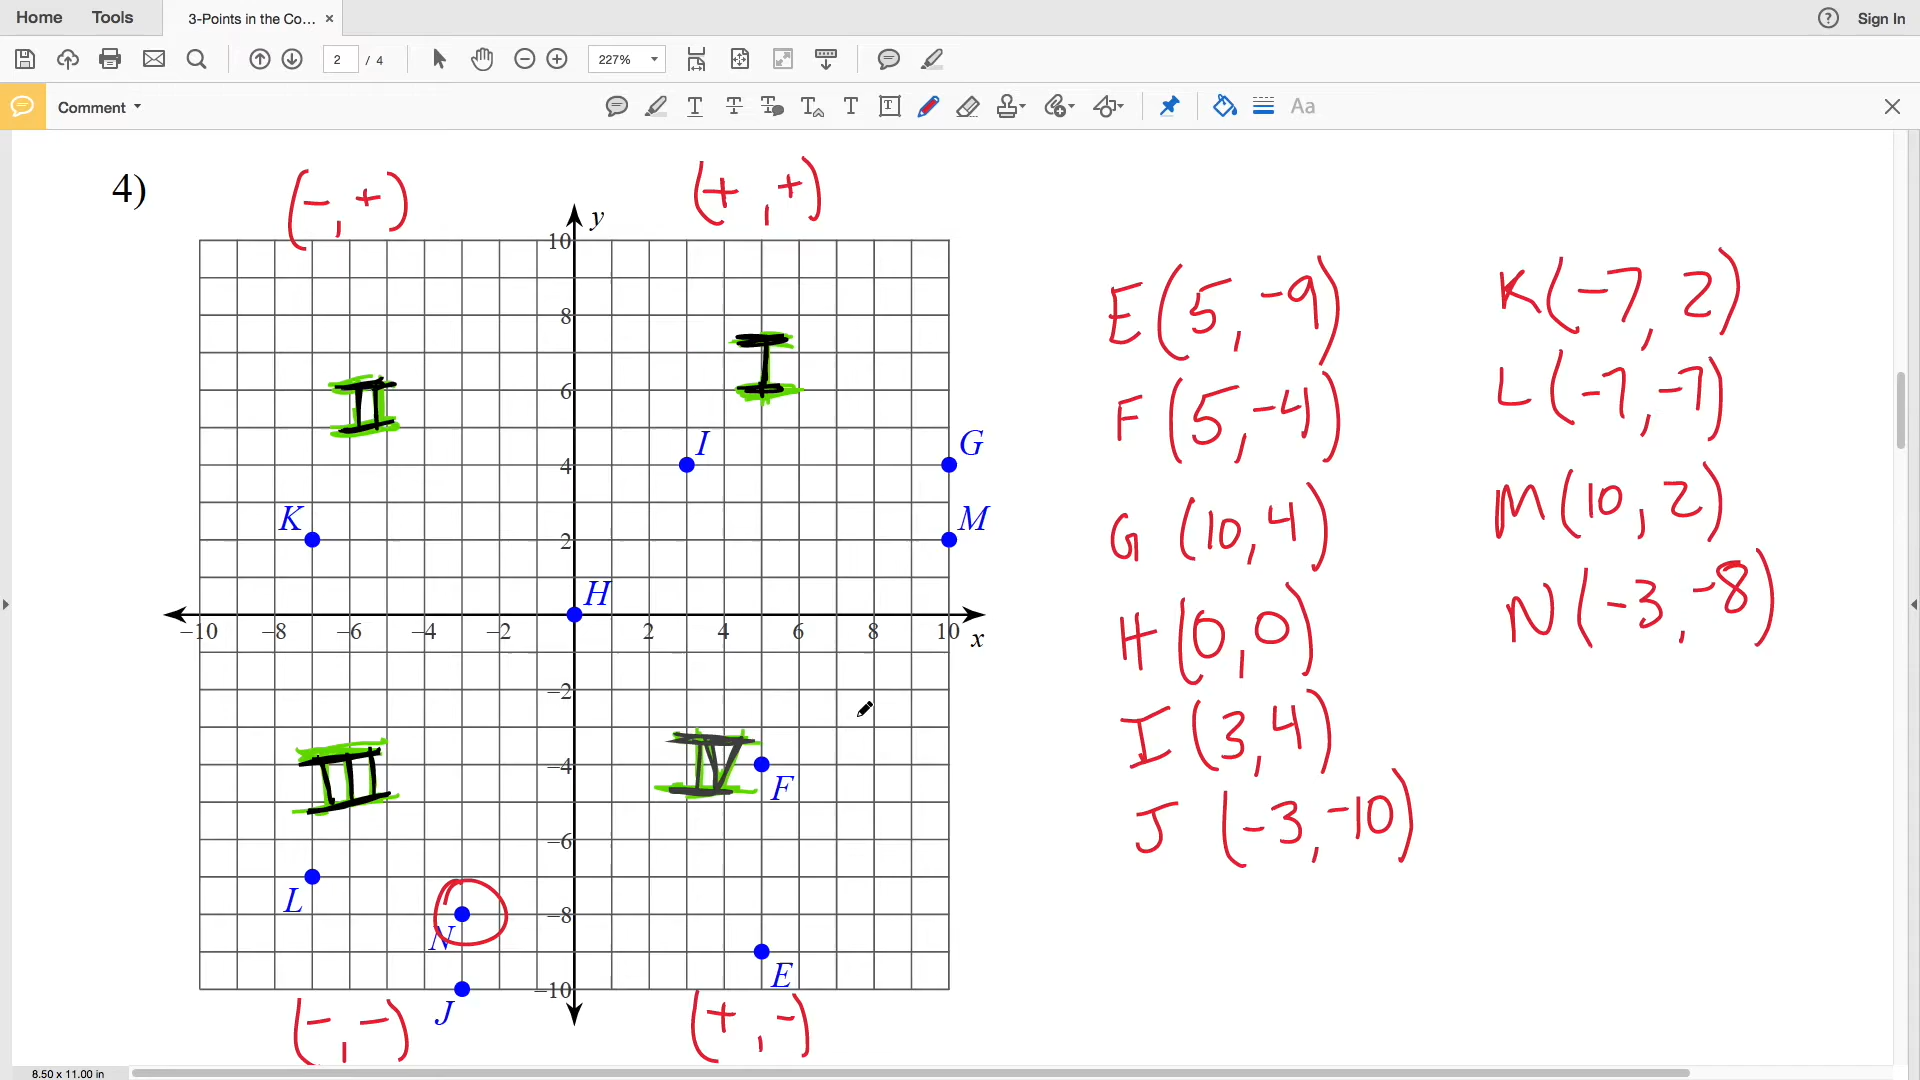 Home Tools 3-Points in the Co... × ? Sign In
2 / 4 227%
Comment T T T T T T Aa
4)
(-, +) (+, +)
y
10
8
I
II
6
I G
4
K M
2
H
-10 -8 -6 -4 -2 2 4 6 8 10
x
-2
III IV
-4
F
-6
L
-8
N
E
-10
J
(-, -) (+, -)
E (5, -9)
F (5, -4)
G (10, 4)
H (0, 0)
I (3, 4)
J (-3, -10)
K (-7, 2)
L (-7, -7)
M (10, 2)
N (-3, -8)
8.50 x 11.00 in